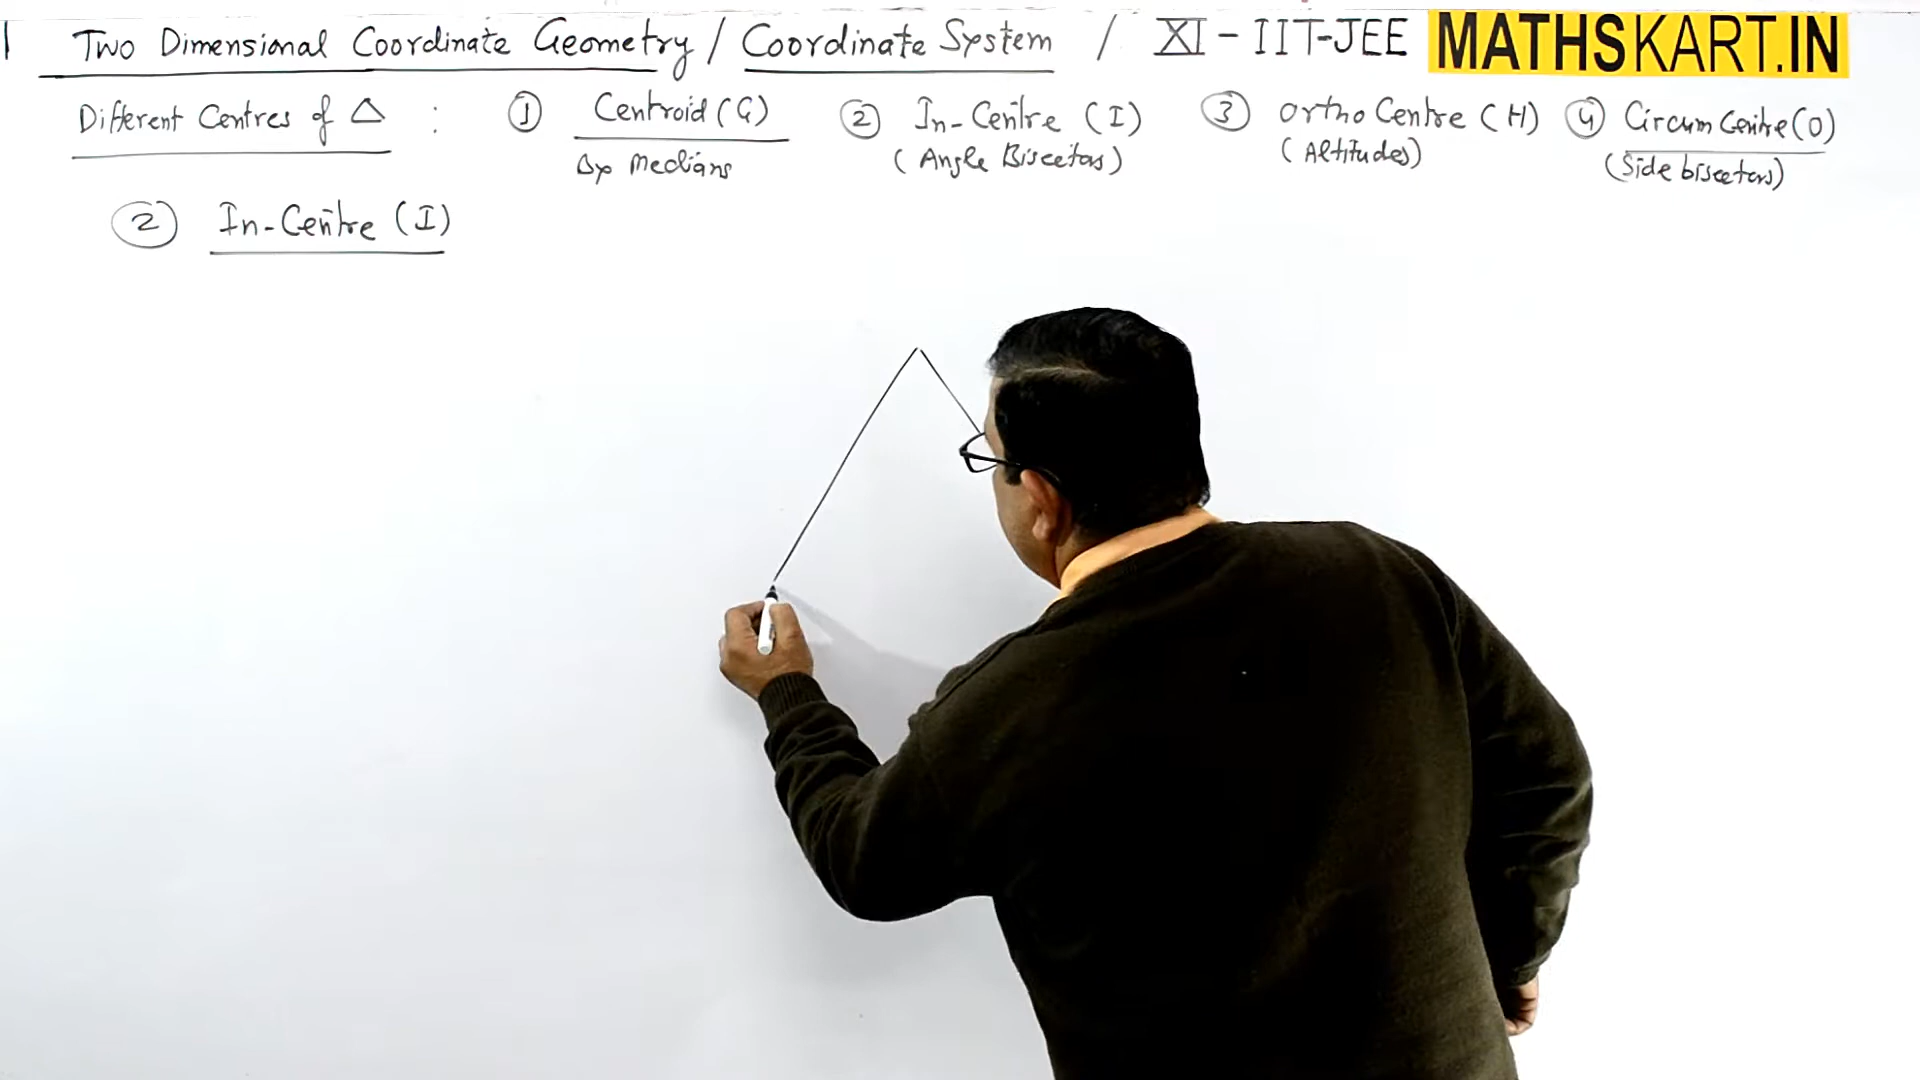 Two Dimensional Coordinate Geometry / Coordinate System / XI - IIT-JEE MATHSKART.IN
Different Centres of △ : ① Centroid (G) ② In-Centre (I) ③ Ortho Centre (H) ④ Circum Centre (O)
By Medians (Angle Bisectors) (Altitudes) (Side bisectors)
② In-Centre (I)